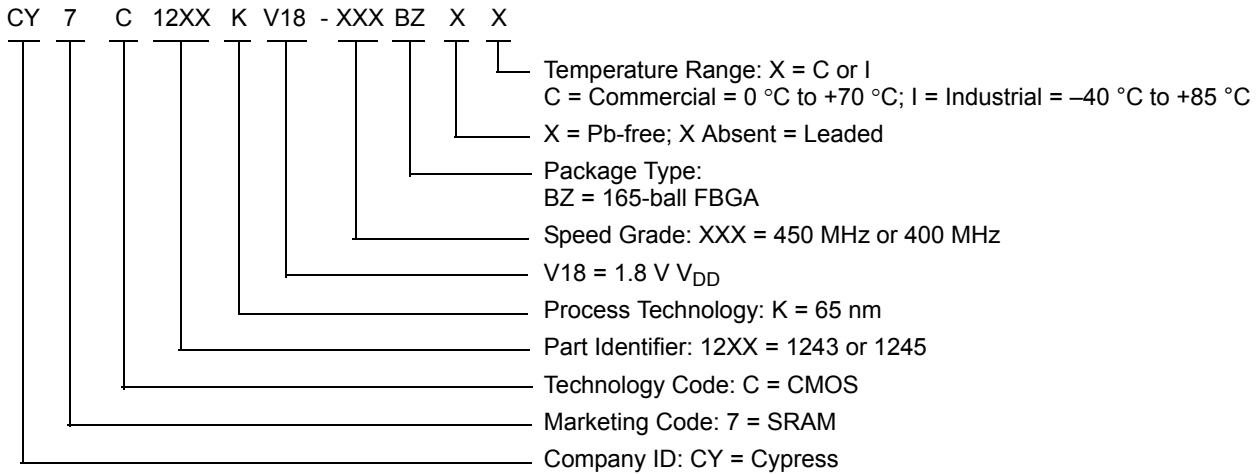 CY 7 C 12XX K V18 - XXX BZ X X
Temperature Range: X = C or I
C = Commercial = 0 °C to +70 °C; I = Industrial = –40 °C to +85 °C
X = Pb-free; X Absent = Leaded
Package Type:
BZ = 165-ball FBGA
Speed Grade: XXX = 450 MHz or 400 MHz
V18 = 1.8 V VDD
Process Technology: K = 65 nm
Part Identifier: 12XX = 1243 or 1245
Technology Code: C = CMOS
Marketing Code: 7 = SRAM
Company ID: CY = Cypress